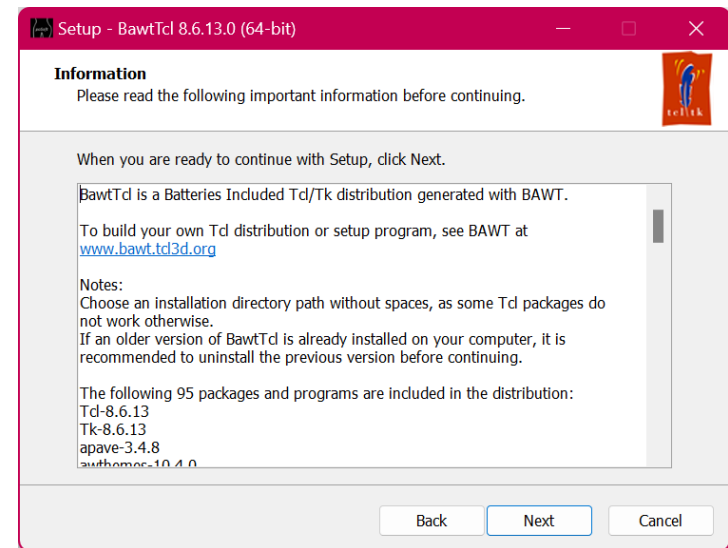 Setup - BawtTcl 8.6.13.0 (64-bit)
Information
Please read the following important information before continuing.
tcl tk
When you are ready to continue with Setup, click Next.
BawtTcl is a Batteries Included Tcl/Tk distribution generated with BAWT.
To build your own Tcl distribution or setup program, see BAWT at
www.bawt.tcl3d.org
Notes:
Choose an installation directory path without spaces, as some Tcl packages do
not work otherwise.
If an older version of BawtTcl is already installed on your computer, it is
recommended to uninstall the previous version before continuing.
The following 95 packages and programs are included in the distribution:
Tcl-8.6.13
Tk-8.6.13
apave-3.4.8
awthemes-10.4.0
Back
Next
Cancel